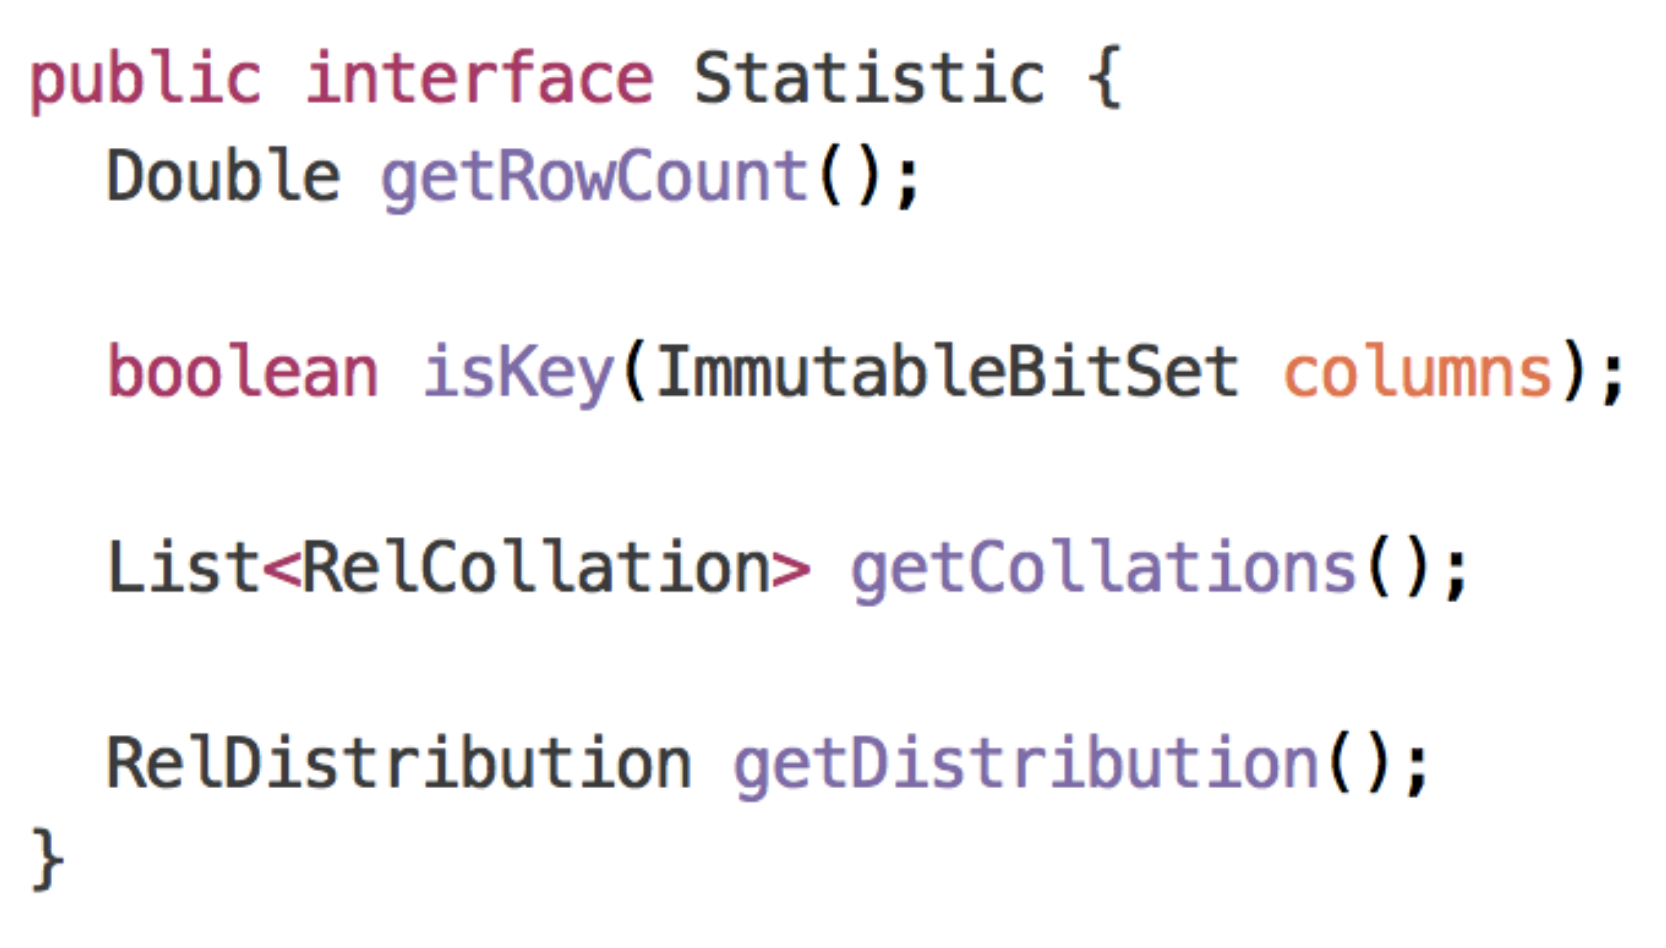 public interface Statistic {
  Double getRowCount();
  boolean isKey(ImmutableBitSet columns);
  List<RelCollation> getCollations();
  RelDistribution getDistribution();
}